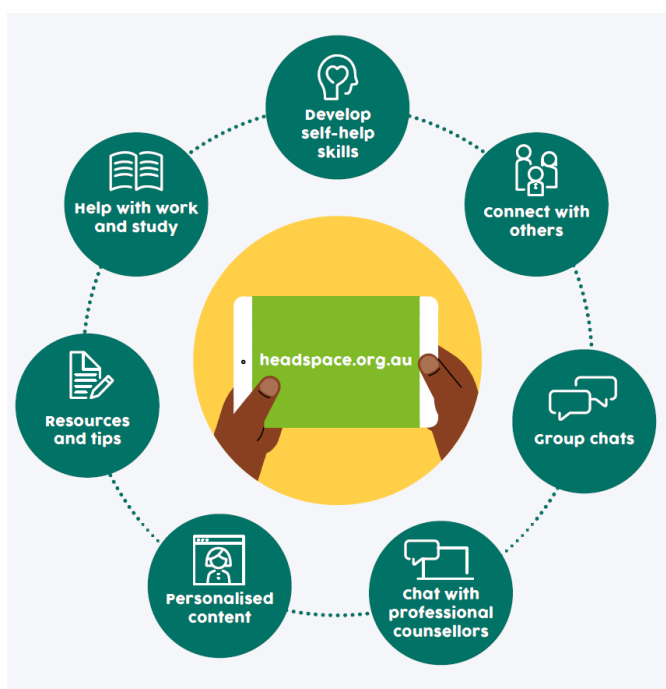 Develop
self-help
skills
Connect with
others
Group chats
Chat with
professional
counsellors
Personalised
content
Resources
and tips
Help with work
and study
headspace.org.au